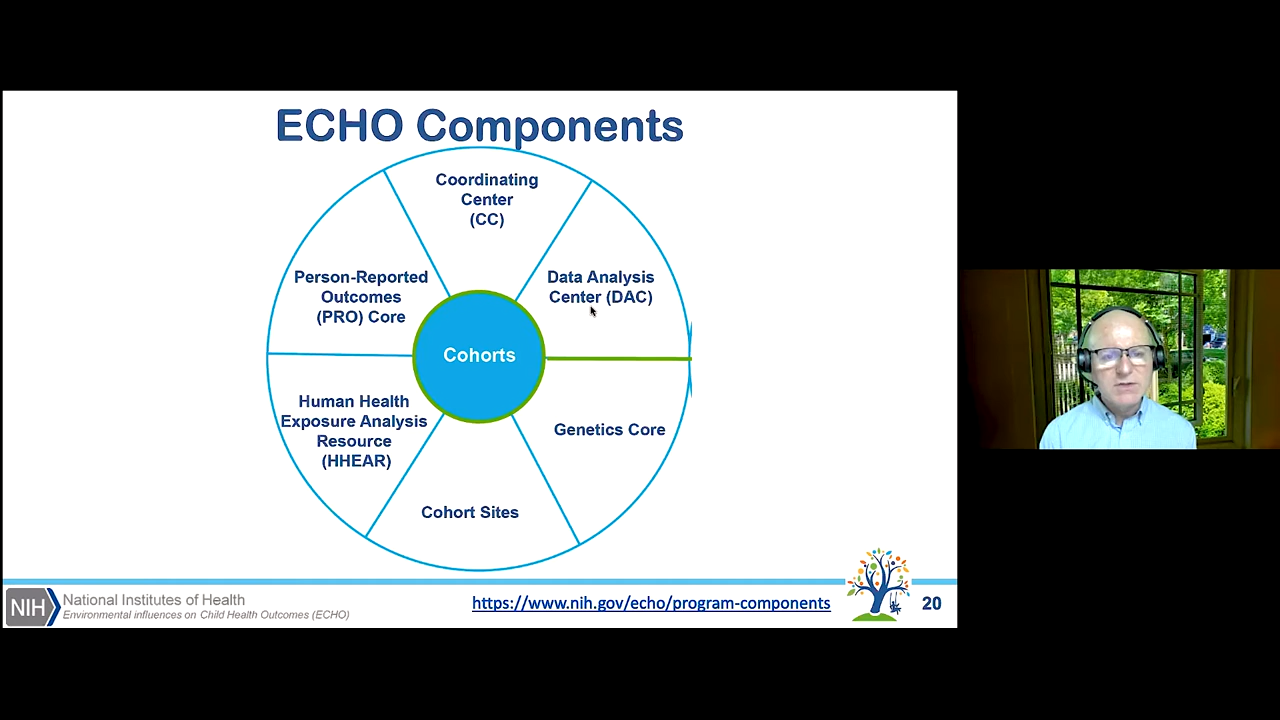 ECHO Components
Coordinating
Center
(CC)
Data Analysis
Center (DAC)
Genetics Core
Cohort Sites
Human Health
Exposure Analysis
Resource
(HHEAR)
Person-Reported
Outcomes
(PRO) Core
Cohorts
NIH
National Institutes of Health
Environmental influences on Child Health Outcomes (ECHO)
https://www.nih.gov/echo/program-components
20